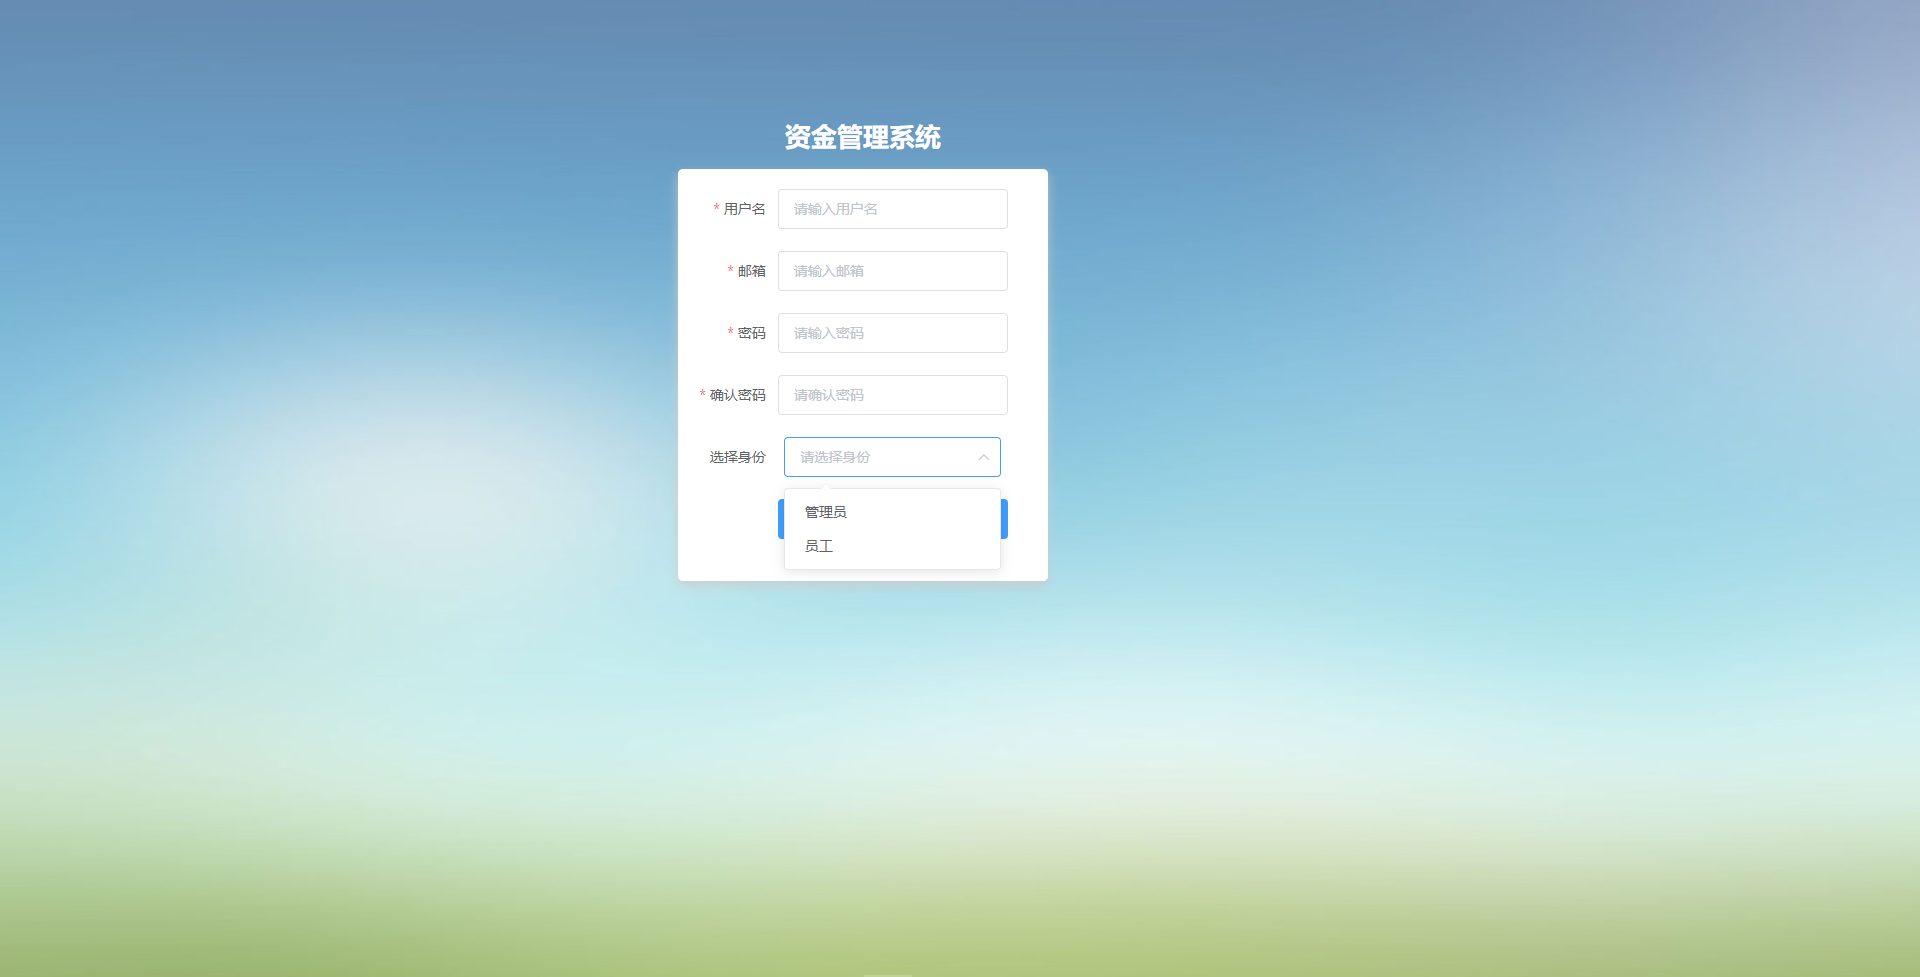 资金管理系统
* 用户名 请输入用户名
* 邮箱 请输入邮箱
* 密码 请输入密码
* 确认密码 请确认密码
选择身份 请选择身份
管理员
员工